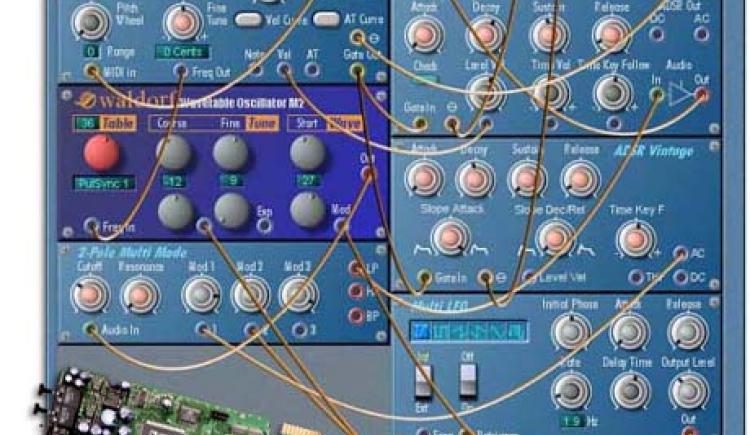 Pitch Wheel
Fine Tune
Vel Curve
AT Curve
0 Range
0 Cents
Note Vel AT Gate Out
MIDI In
Freq Out
waldorf Wavetable Oscillator M2
36 Table
Coarse Fine Tune
Start Wave
PulSync 1
-12
9
27
Out
Freq In
Exp
Mod
2-Pole Multi Mode
Cutoff Resonance Mod 1 Mod 2 Mod 3
LP
BP
Audio In
1
2
3
Attack Decay Sustain Release
ADSR Out
DC AC
Level Vel Time Vel Time Key Follow
Audio
In Out
Gate In
ADSR Vintage
Attack Decay Sustain Release
Slope Attack Slope Dec/Rel Time Key F
AC
Gate In
Level Vel
DC
Multi LFO
Initial Phase Attack Release
Off
Rate Delay Time Output Level
Ext
1.9 Hz
Out